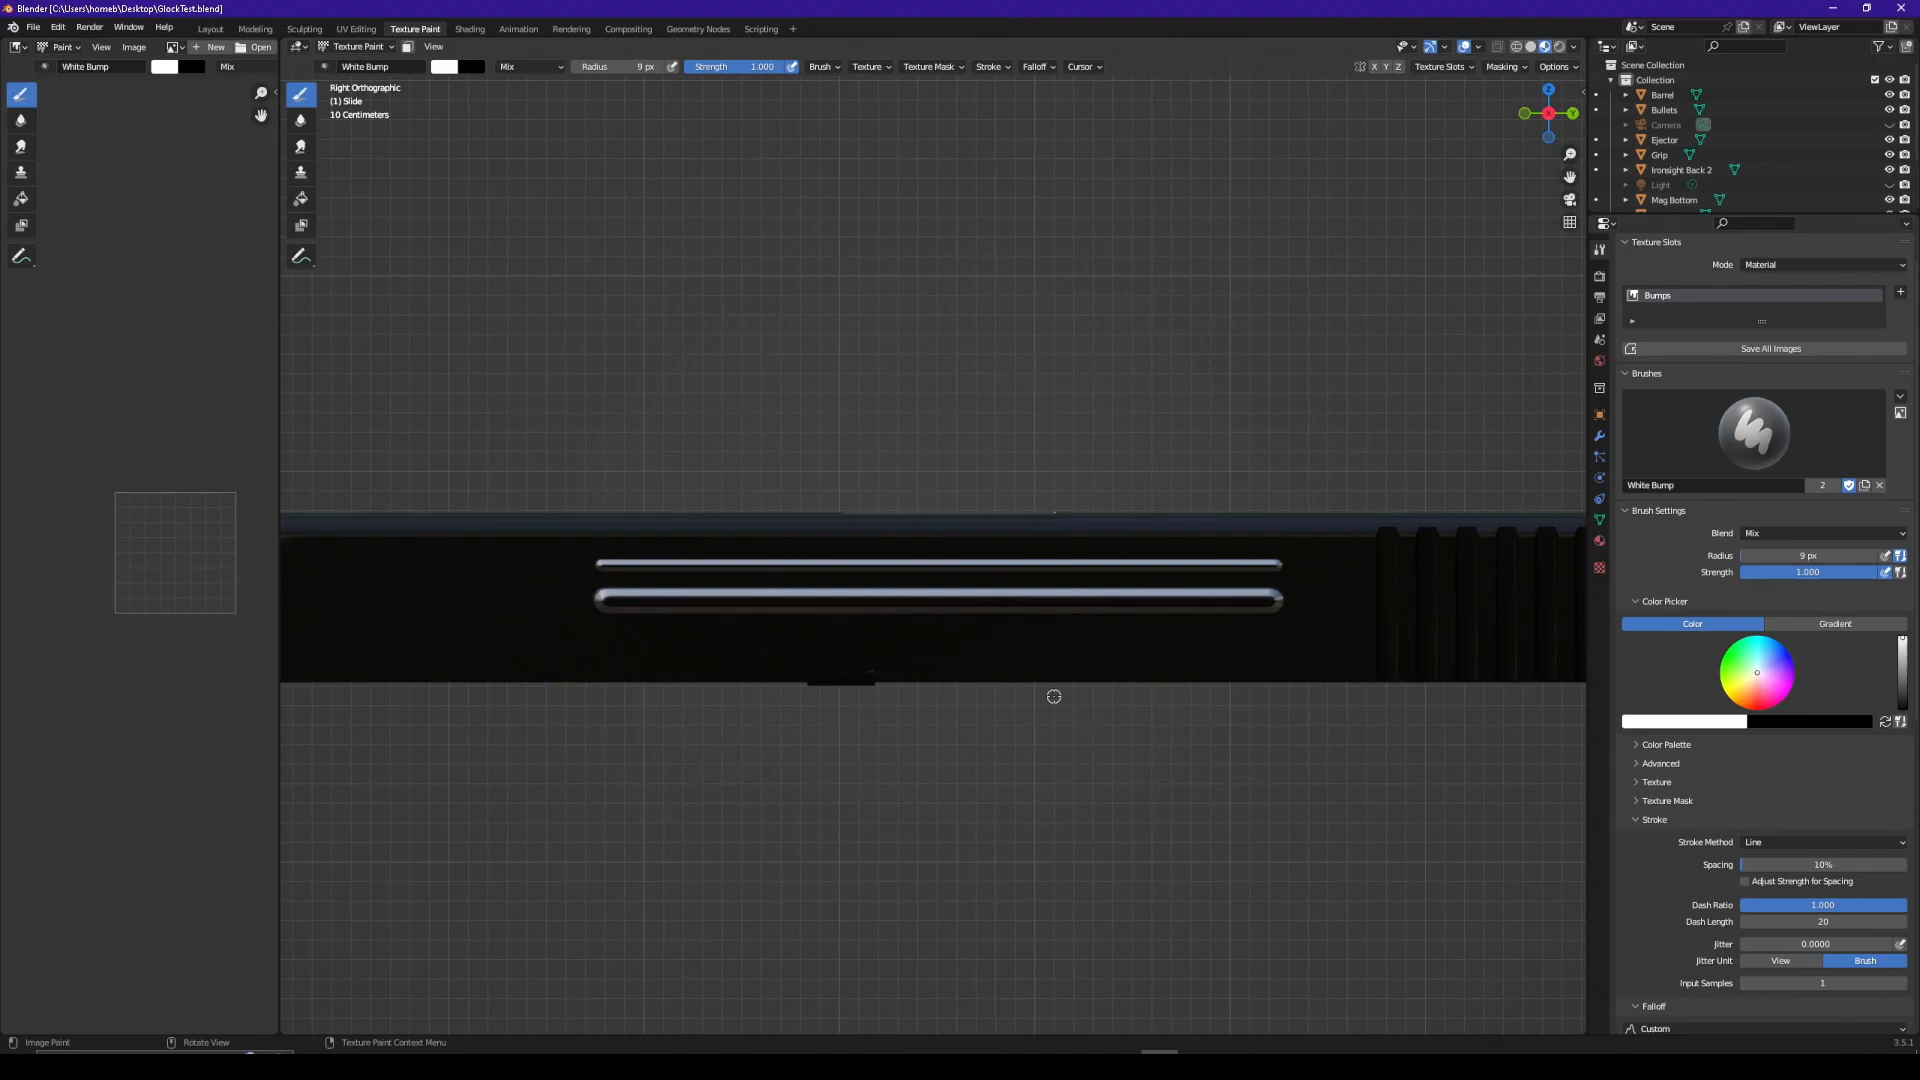 Blender [C:\Users\homeb\Desktop\GlockTest.blend]
File Edit Render Window Help Layout Modeling Sculpting UV Editing Texture Paint Shading Animation Rendering Compositing Geometry Nodes Scripting + Scene ViewLayer
Paint View Image New Open Texture Paint View
White Bump Mix White Bump Mix Radius 9 px Strength 1.000 Brush Texture Texture Mask Stroke Falloff Cursor X Y Z Texture Slots Masking Options
Right Orthographic
(1) Slide
10 Centimeters
Z
X
Y
Scene Collection
Collection
Barrel
Bullets
Camera
Ejector
Grip
Ironsight Back 2
Light
Mag Bottom
Texture Slots
Mode Material
Bumps
Save All Images
Brushes
White Bump 2
Brush Settings
Blend Mix
Radius 9 px
Strength 1.000
Color Picker
Color Gradient
Color Palette
Advanced
Texture
Texture Mask
Stroke
Stroke Method Line
Spacing 10%
Adjust Strength for Spacing
Dash Ratio 1.000
Dash Length 20
Jitter 0.0000
Jitter Unit View Brush
Input Samples 1
Falloff
Custom
Image Paint Rotate View Texture Paint Context Menu 3.5.1